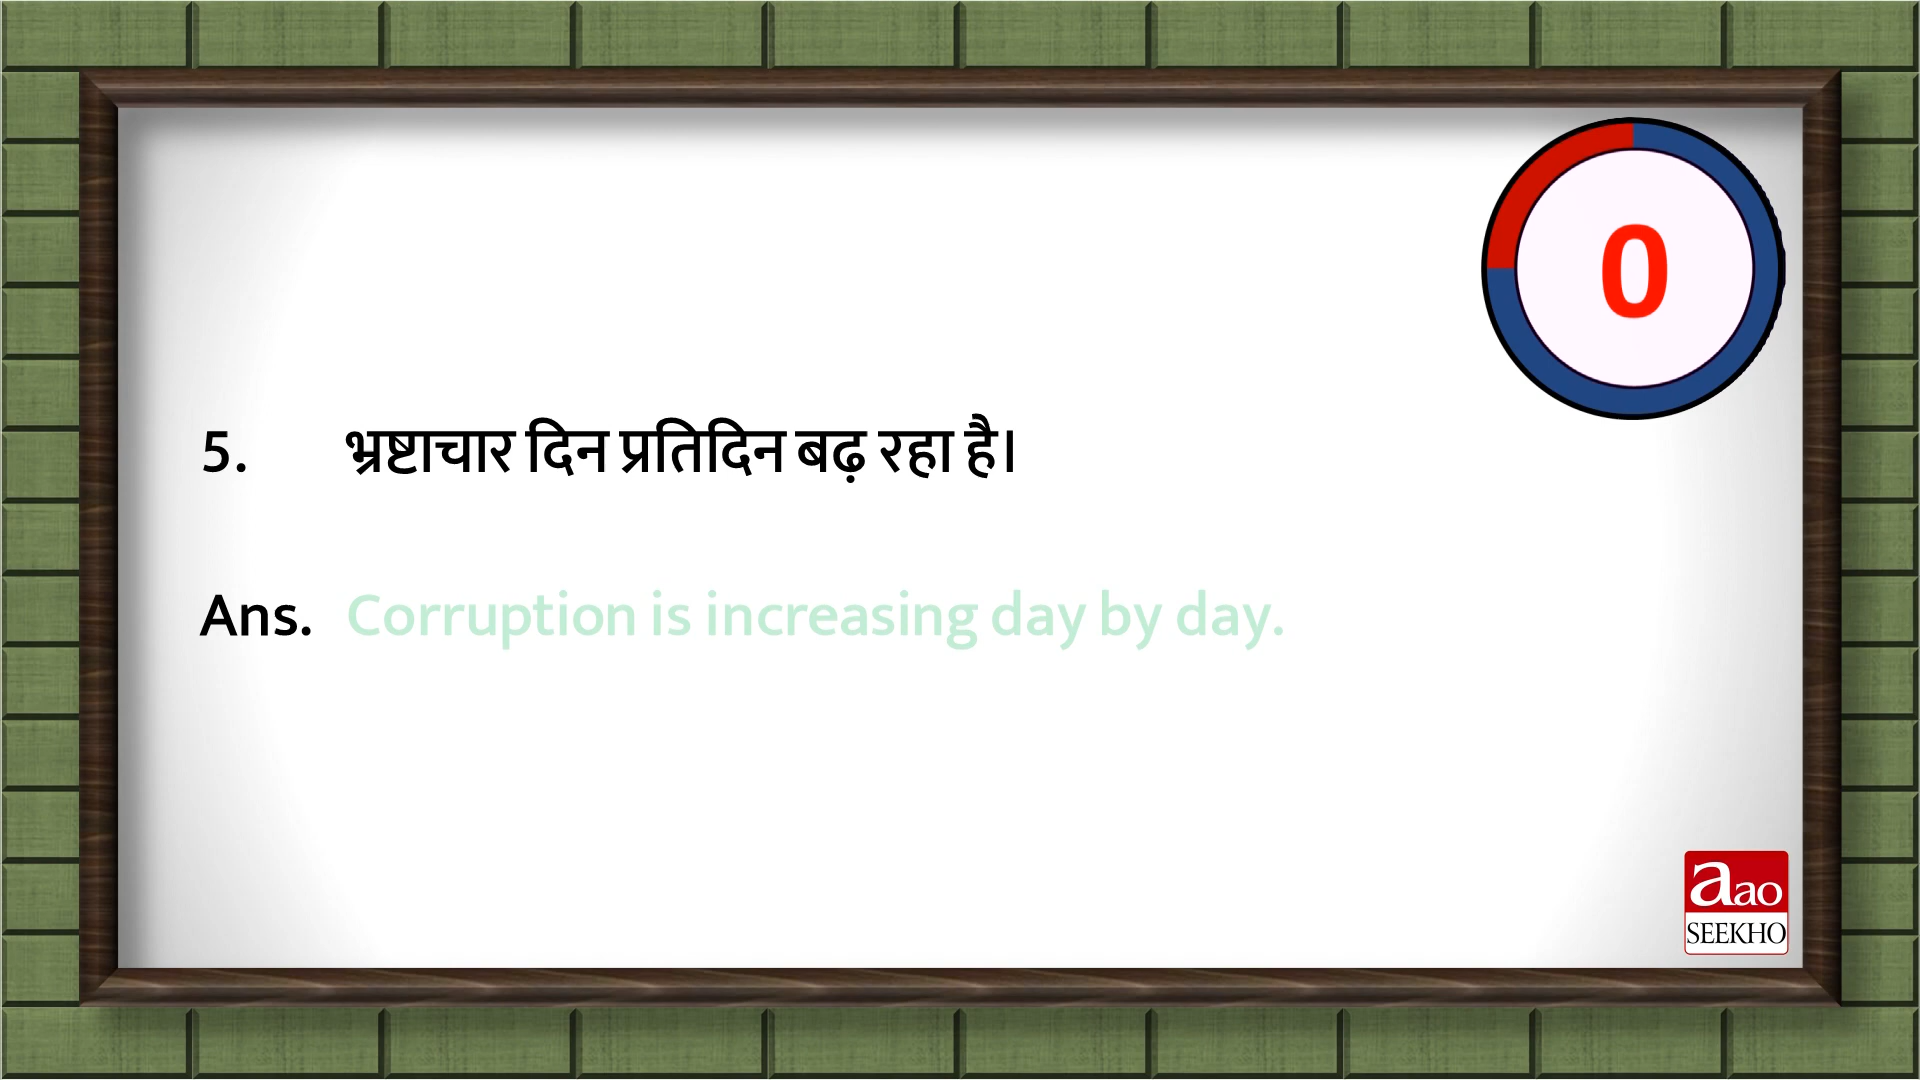 0
5. भ्रष्टाचार दिन प्रतिदिन बढ़ रहा है।
Ans. Corruption is increasing day by day.
aao
SEEKHO